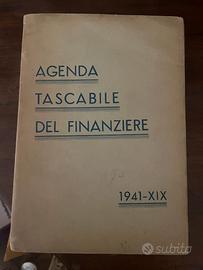 AGENDA
TASCABILE
DEL FINANZIERE
1941-XIX
subito